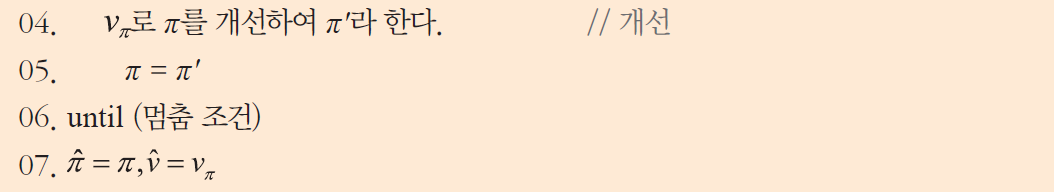 04. v_π로 π를 개선하여 π′라 한다. // 개선
05. π = π′
06. until (멈춤 조건)
07. π̂ = π, v̂ = v_π